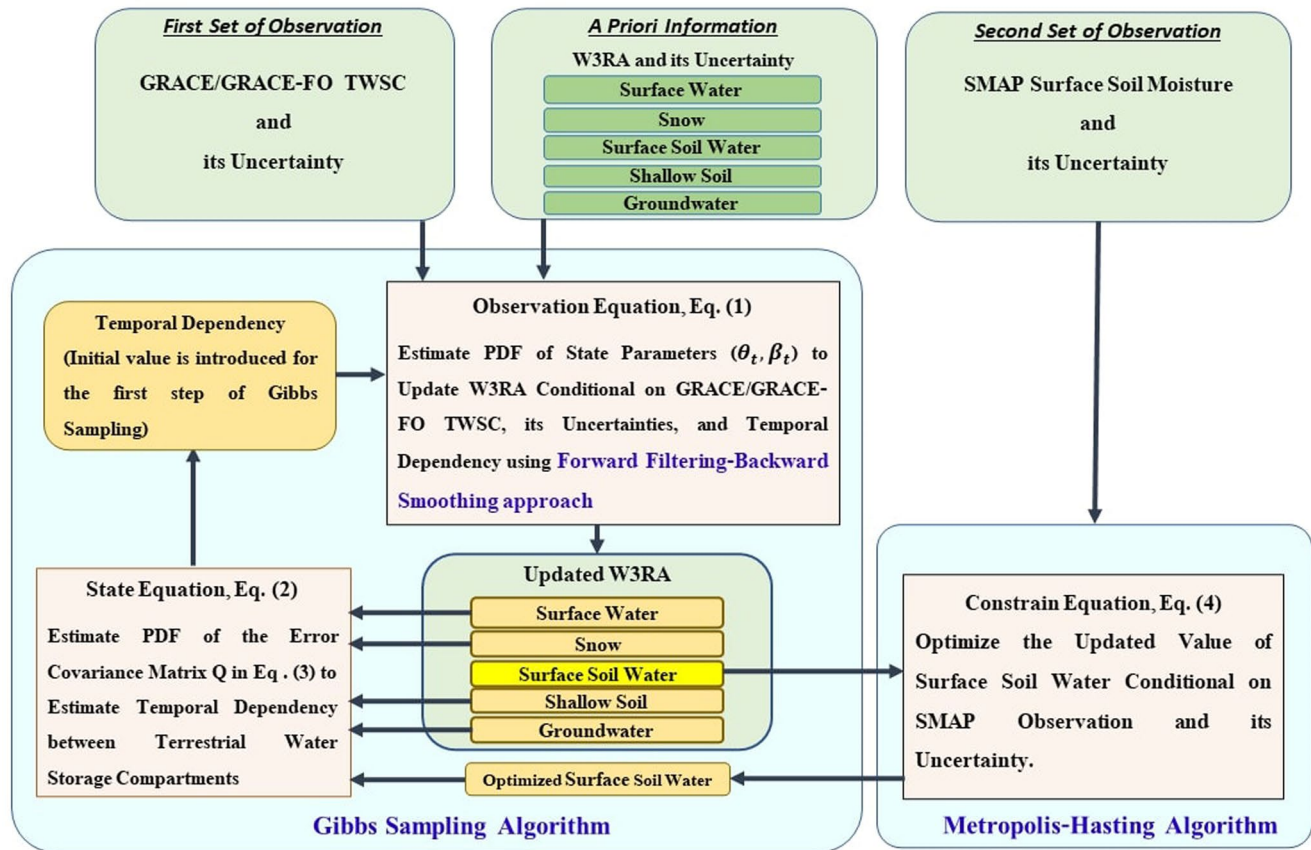 First Set of Observation
GRACE/GRACE-FO TWSC
and
its Uncertainty
A Priori Information
W3RA and its Uncertainty
Surface Water
Snow
Surface Soil Water
Shallow Soil
Groundwater
Second Set of Observation
SMAP Surface Soil Moisture
and
its Uncertainty
Temporal Dependency
(Initial value is introduced for
the first step of Gibbs
Sampling)
Observation Equation, Eq. (1)
Estimate PDF of State Parameters (θt, βt) to
Update W3RA Conditional on GRACE/GRACE-
FO TWSC, its Uncertainties, and Temporal
Dependency using Forward Filtering-Backward
Smoothing approach
State Equation, Eq. (2)
Estimate PDF of the Error
Covariance Matrix Q in Eq . (3) to
Estimate Temporal Dependency
between Terrestrial Water
Storage Compartments
Updated W3RA
Surface Water
Snow
Surface Soil Water
Shallow Soil
Groundwater
Optimized Surface Soil Water
Constrain Equation, Eq. (4)
Optimize the Updated Value of
Surface Soil Water Conditional on
SMAP Observation and its
Uncertainty.
Gibbs Sampling Algorithm
Metropolis-Hasting Algorithm